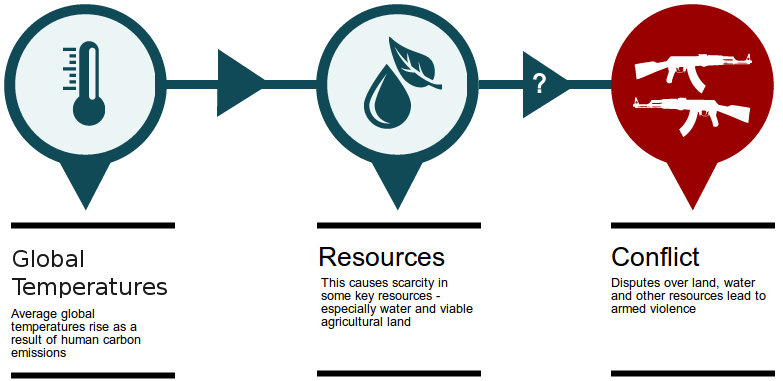 ?
Global
Temperatures
Average global
temperatures rise as a
result of human carbon
emissions
Resources
This causes scarcity in
some key resources -
especially water and viable
agricultural land
Conflict
Disputes over land, water
and other resources lead to
armed violence